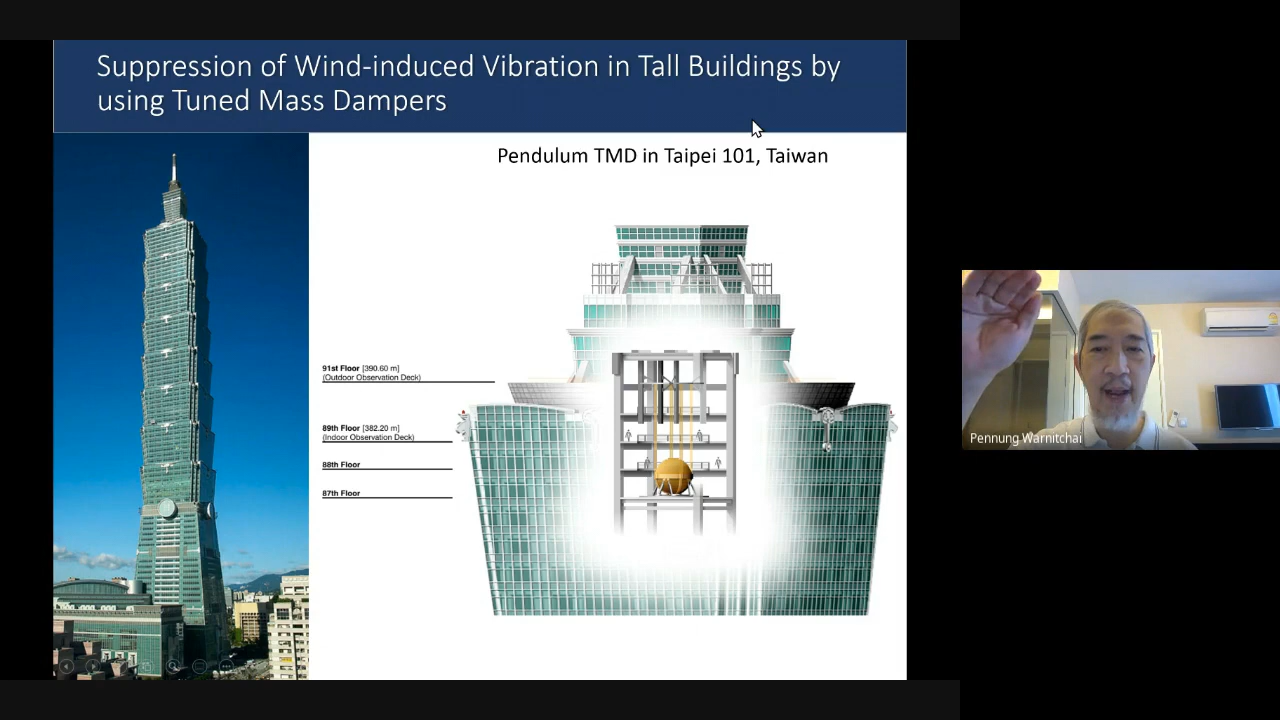 Suppression of Wind-induced Vibration in Tall Buildings by
using Tuned Mass Dampers
Pendulum TMD in Taipei 101, Taiwan
91st Floor [390.60 m]
(Outdoor Observation Deck)
89th Floor [382.20 m]
(Indoor Observation Deck)
88th Floor
87th Floor
Pennung Warnitchai